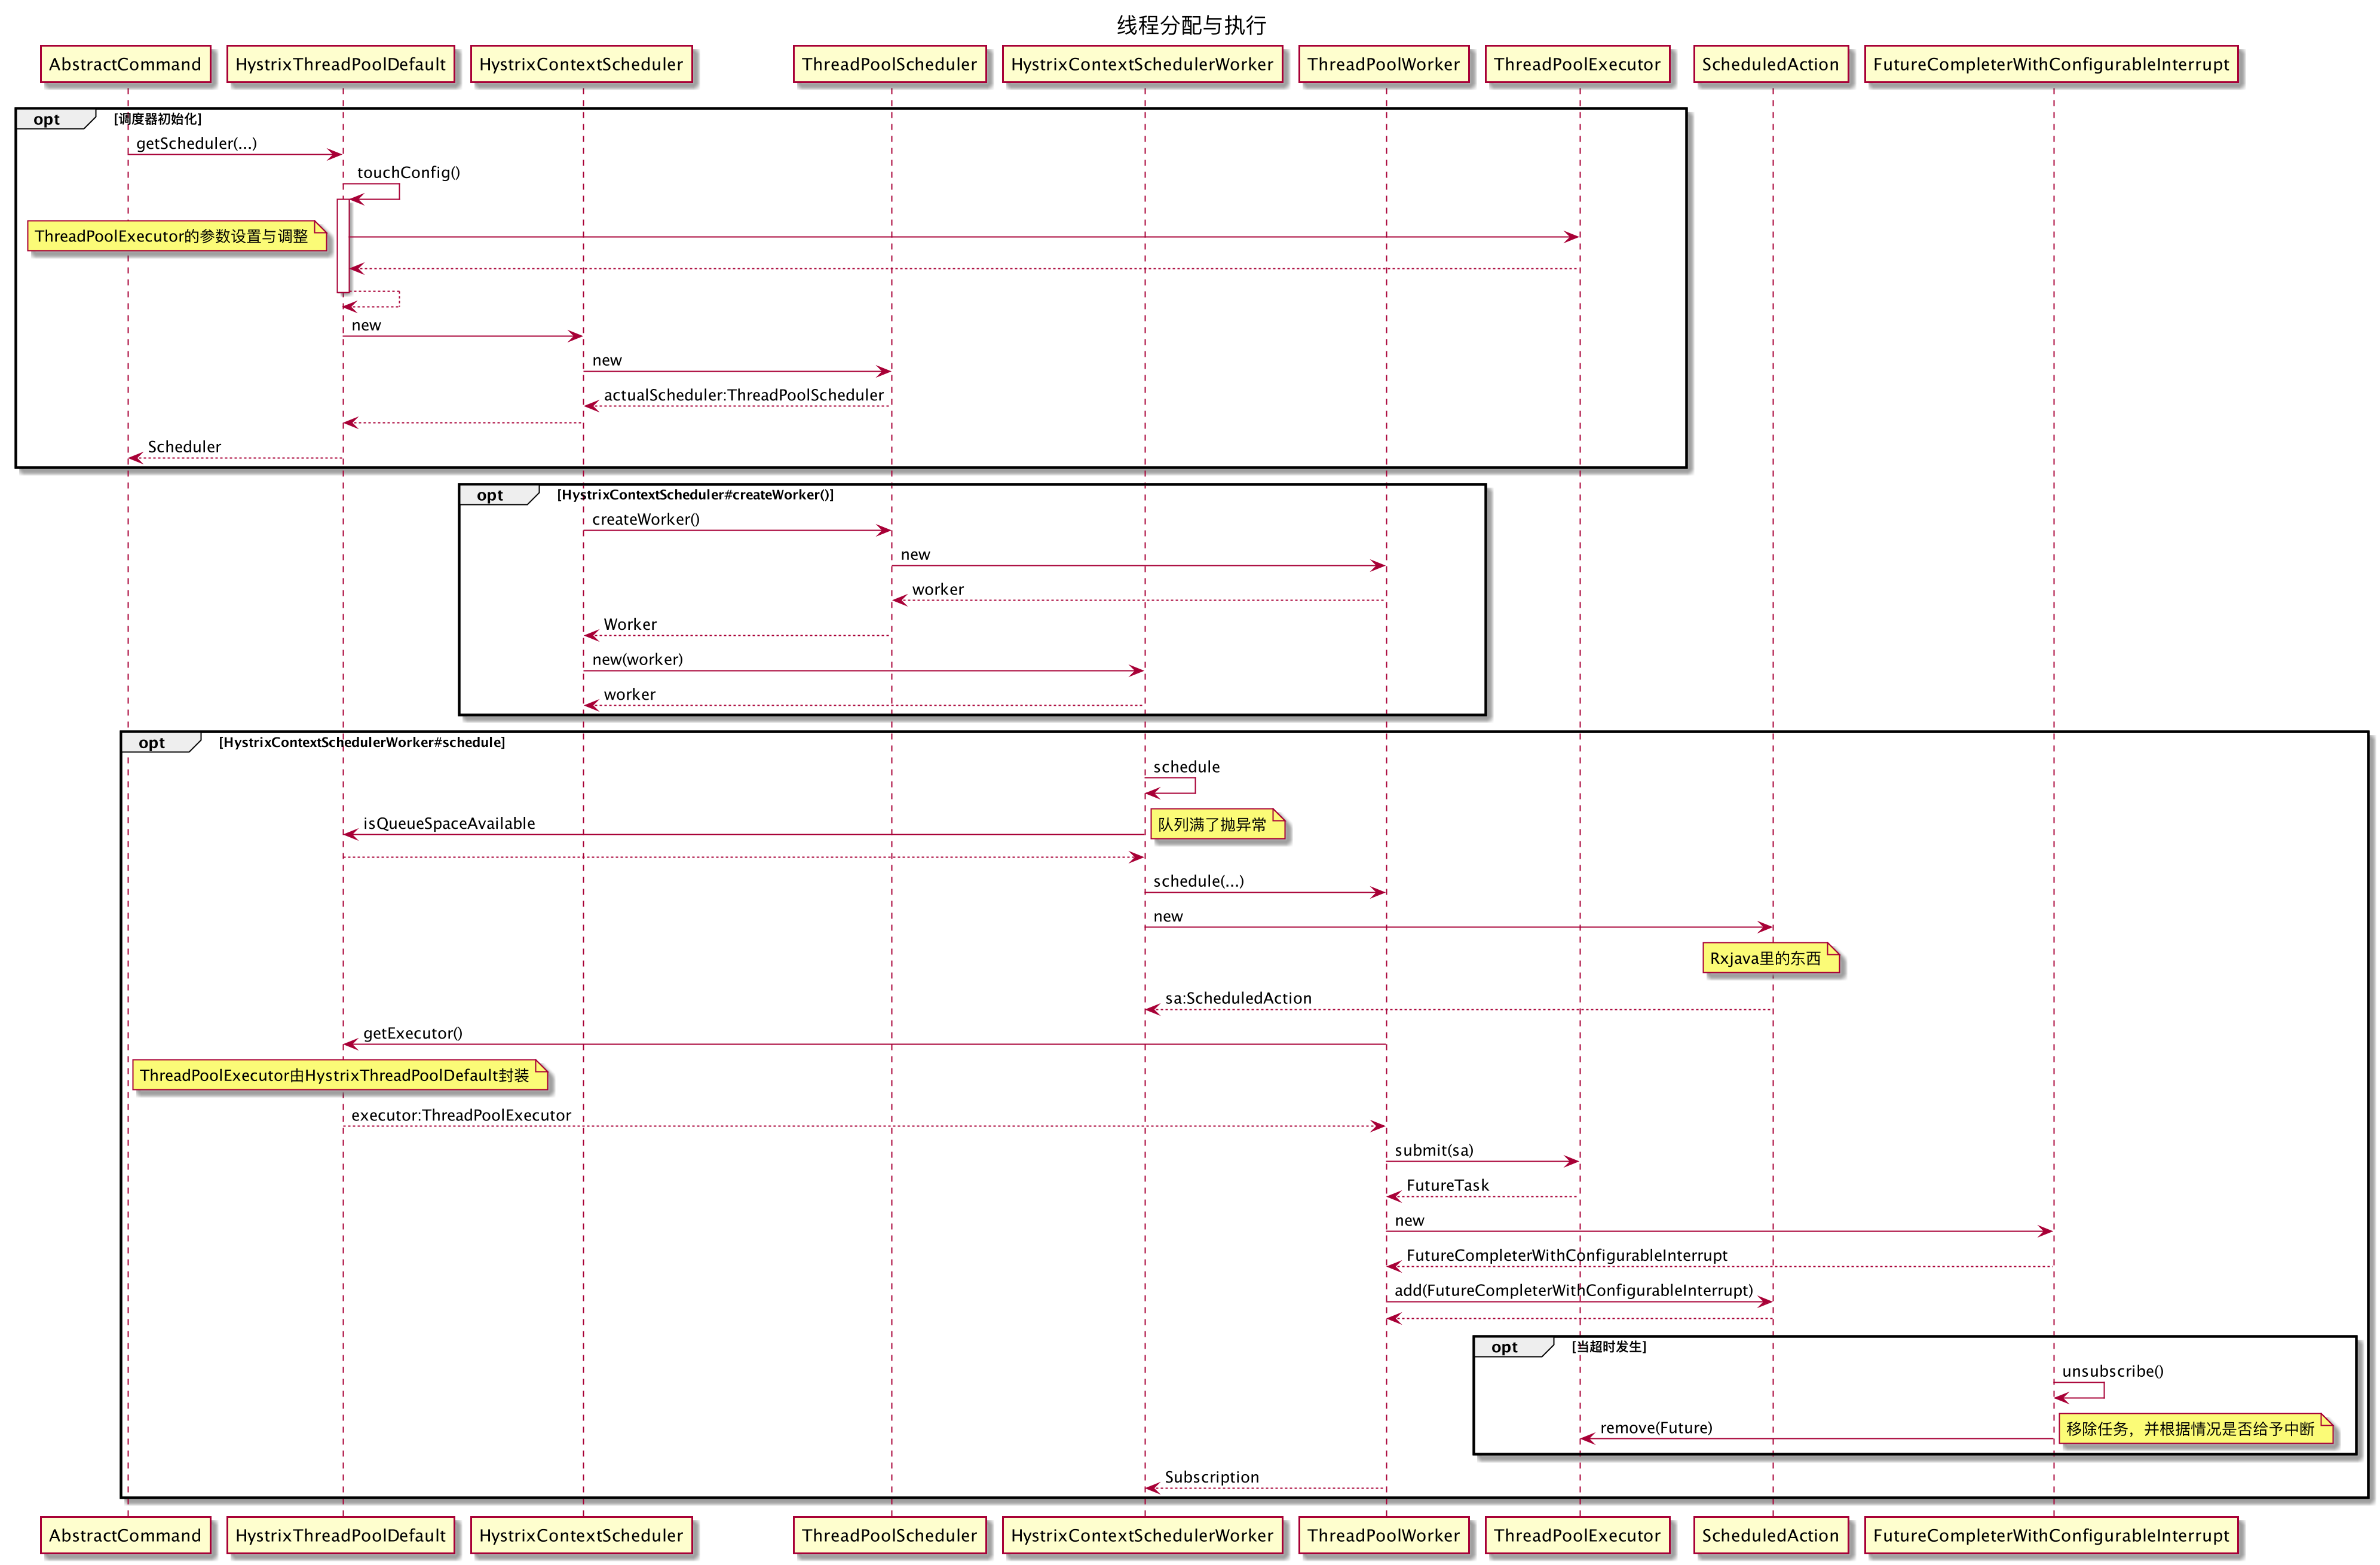 线程分配与执行
AbstractCommand
HystrixThreadPoolDefault
HystrixContextScheduler
ThreadPoolScheduler
HystrixContextSchedulerWorker
ThreadPoolWorker
ThreadPoolExecutor
ScheduledAction
FutureCompleterWithConfigurableInterrupt
opt [调度器初始化]
getScheduler(...)
touchConfig()
ThreadPoolExecutor的参数设置与调整
new
new
actualScheduler:ThreadPoolScheduler
Scheduler
opt [HystrixContextScheduler#createWorker()]
createWorker()
new
worker
Worker
new(worker)
worker
opt [HystrixContextSchedulerWorker#schedule]
schedule
isQueueSpaceAvailable
队列满了抛异常
schedule(...)
new
Rxjava里的东西
sa:ScheduledAction
getExecutor()
ThreadPoolExecutor由HystrixThreadPoolDefault封装
executor:ThreadPoolExecutor
submit(sa)
FutureTask
new
FutureCompleterWithConfigurableInterrupt
add(FutureCompleterWithConfigurableInterrupt)
opt [当超时发生]
unsubscribe()
remove(Future)
移除任务，并根据情况是否给予中断
Subscription
AbstractCommand
HystrixThreadPoolDefault
HystrixContextScheduler
ThreadPoolScheduler
HystrixContextSchedulerWorker
ThreadPoolWorker
ThreadPoolExecutor
ScheduledAction
FutureCompleterWithConfigurableInterrupt